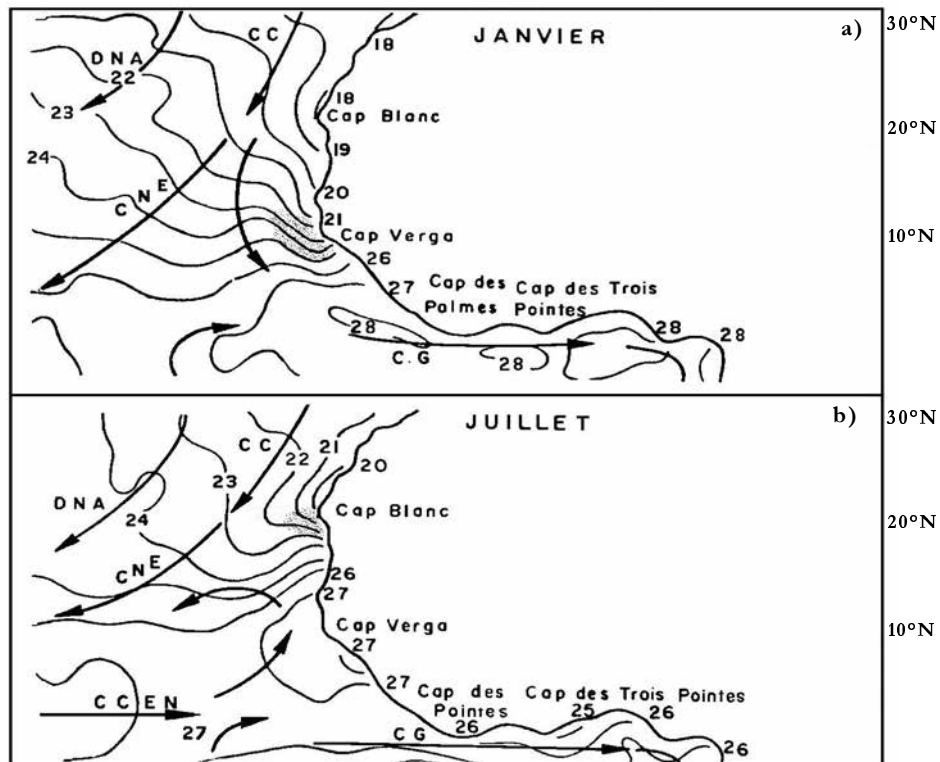 JANVIER
a)
30°N
CC
18
DNA
22
23
18
Cap Blanc
20°N
19
24
CNE
20
21
Cap Verga
10°N
26
27
Cap des Cap des Trois
Palmes Pointes
28
28
28
C.G
28
JUILLET
b)
30°N
CC
21
22
20
23
DNA
24
Cap Blanc
20°N
CNE
26
27
Cap Verga
10°N
27
27
Cap des Cap des Trois Pointes
Pointes
25
26
26
CCEN
27
CG
26